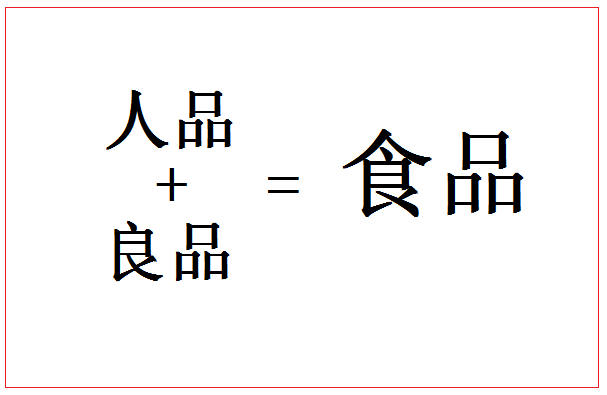 人品
+
良品
=
食品